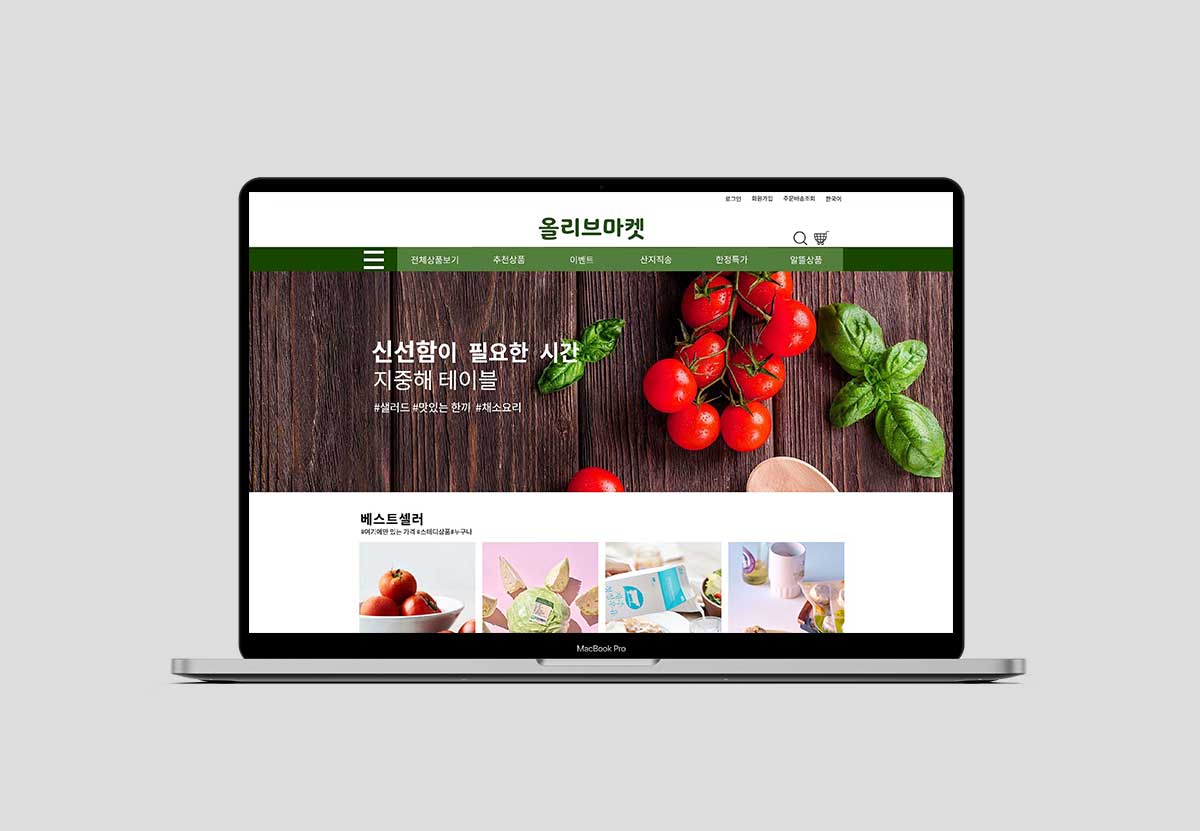 로그인 회원가입 주문배송조회 한국어
올리브마켓
전체상품보기 추천상품 이벤트 산지직송 한정특가 알뜰상품
신선함이 필요한 시간
지중해 테이블
#샐러드 #맛있는 한끼 #채소요리
베스트셀러
#여기에만 있는 가격 #스테디상품#누구나
MacBook Pro